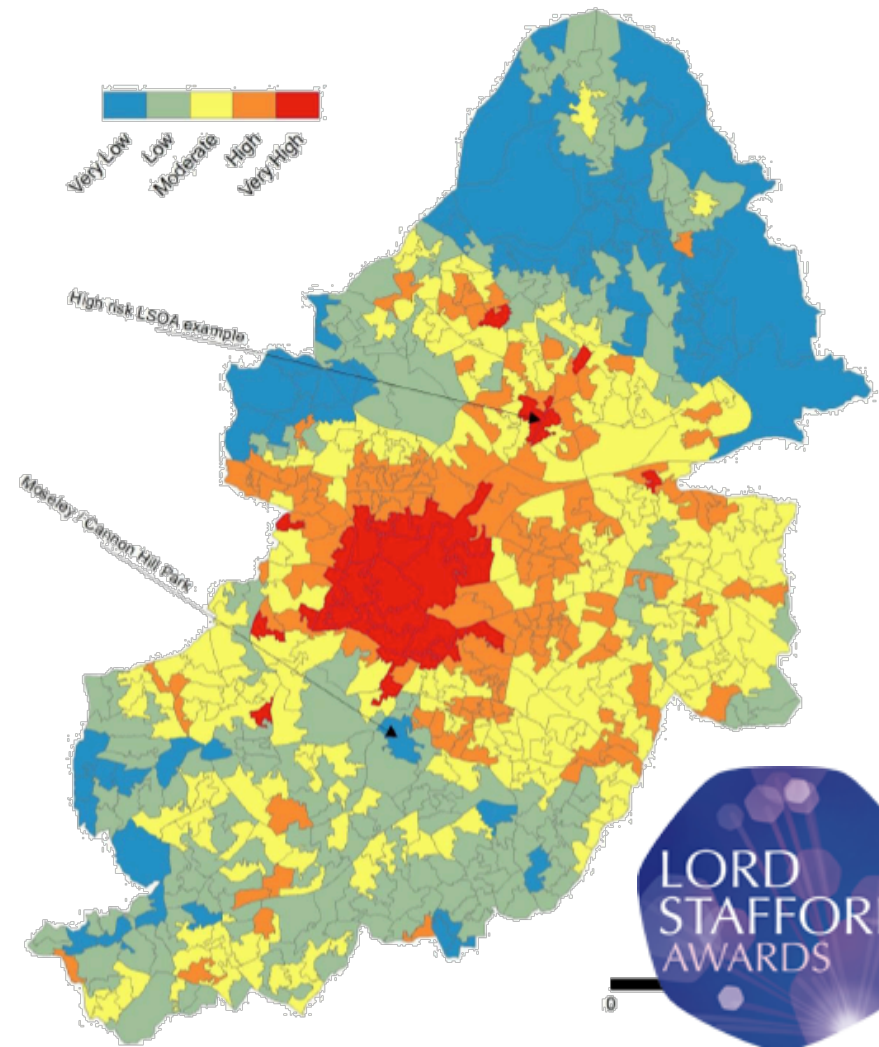 Very Low
Low
Moderate
High
Very High
High risk LSOA example
Moseley / Cannon Hill Park
0
LORD
STAFFOR
AWARDS